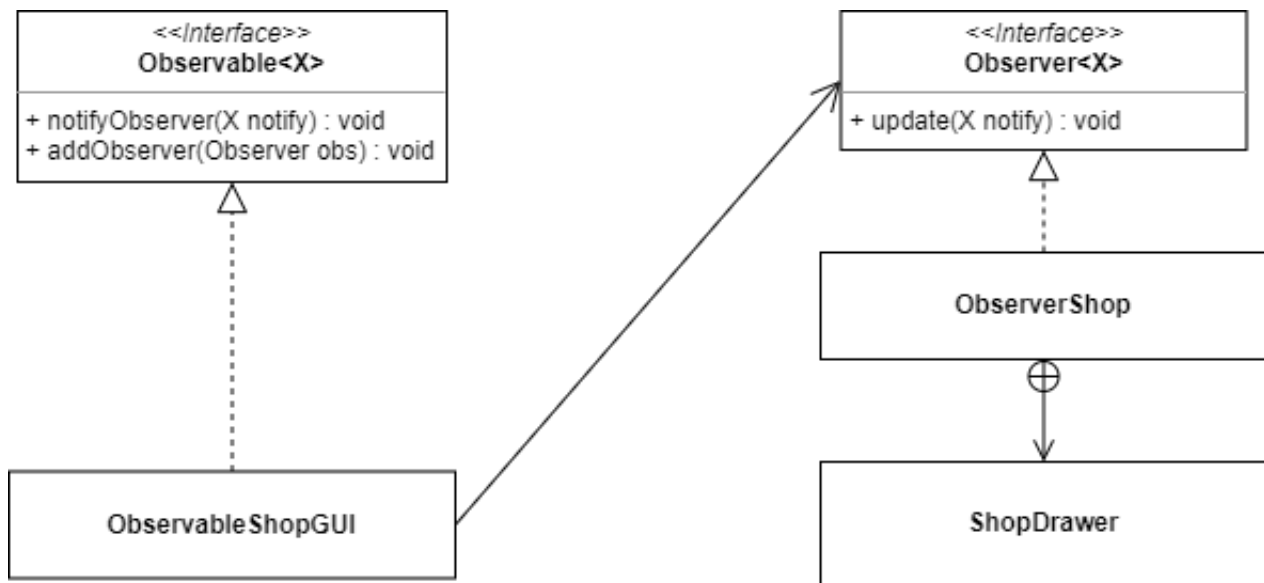 <<Interface>>
Observable<X>
+ notifyObserver(X notify) : void
+ addObserver(Observer obs) : void
<<Interface>>
Observer<X>
+ update(X notify) : void
ObserverShop
ObservableShopGUI
ShopDrawer